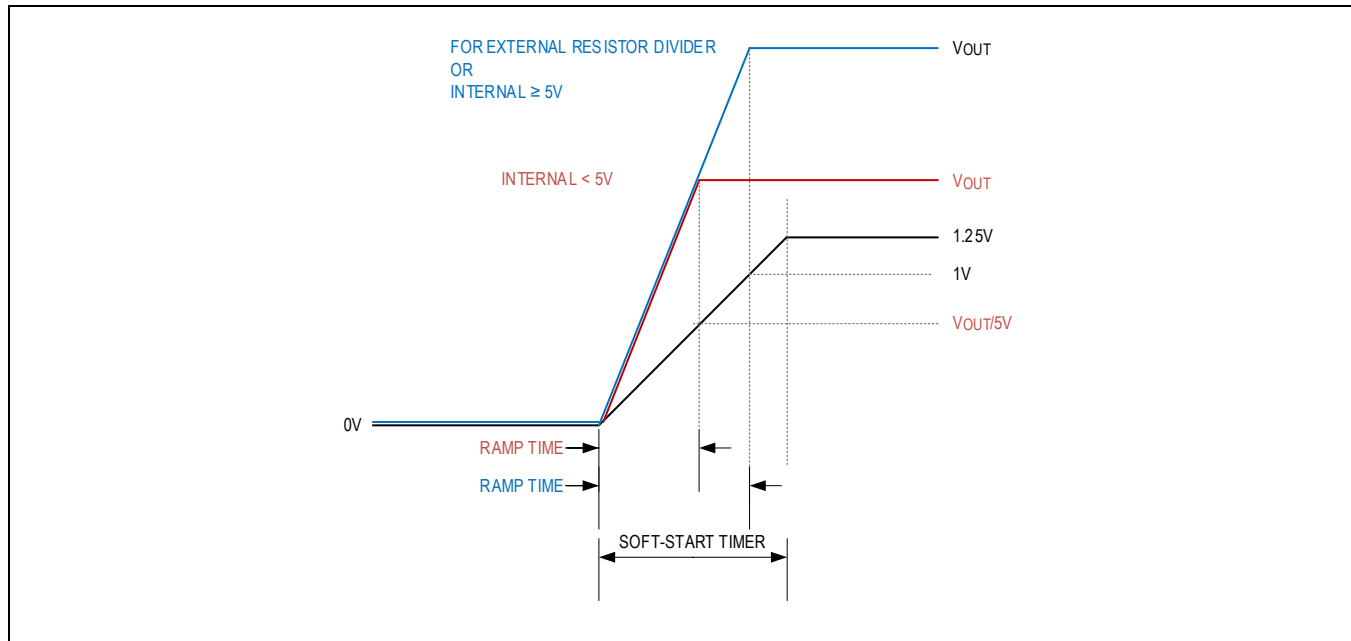 FOR EXTERNAL RESISTOR DIVIDER
OR
INTERNAL ≥ 5V
VOUT
INTERNAL < 5V
VOUT
1.25V
1V
VOUT/5V
0V
RAMP TIME
RAMP TIME
SOFT-START TIMER